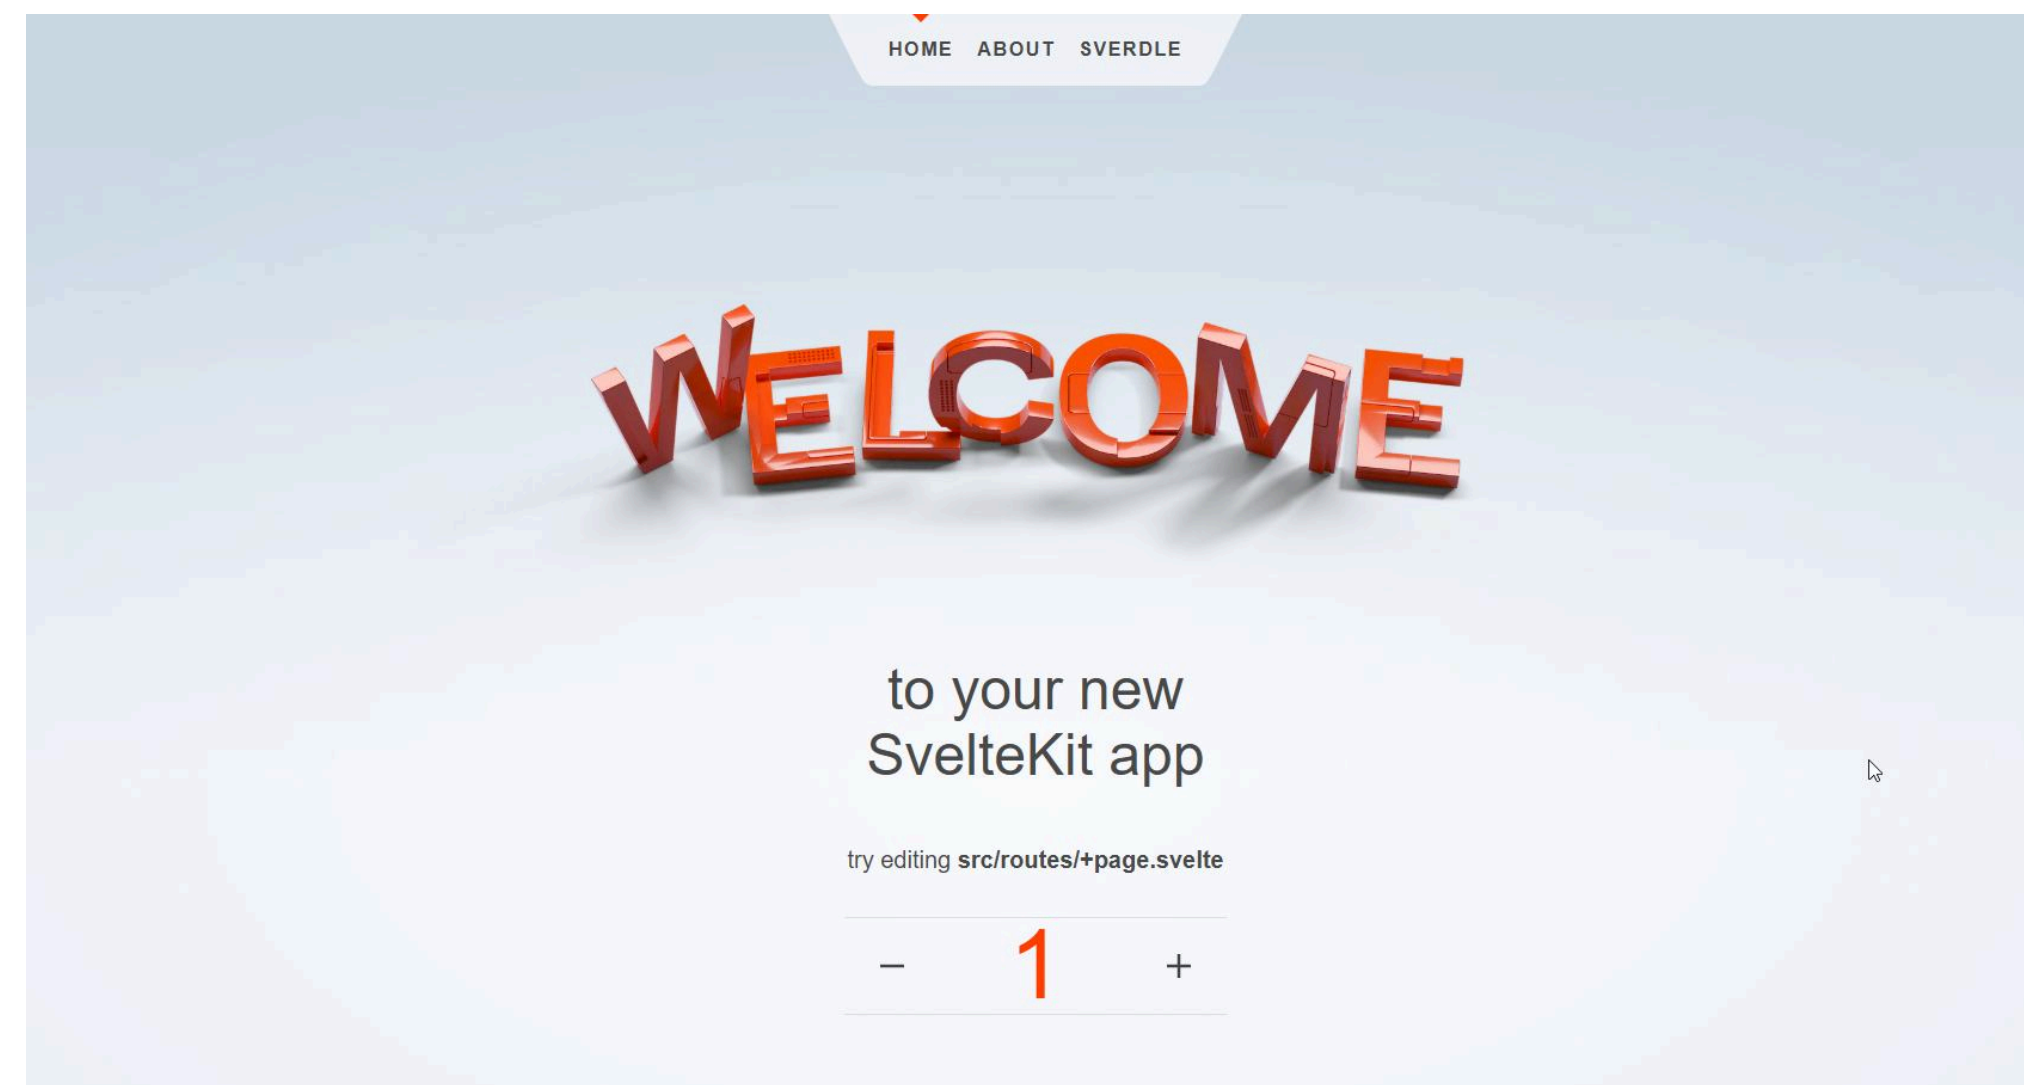 HOME ABOUT SVERDLE
WELCOME
to your new
SvelteKit app
try editing src/routes/+page.svelte
− 1 +